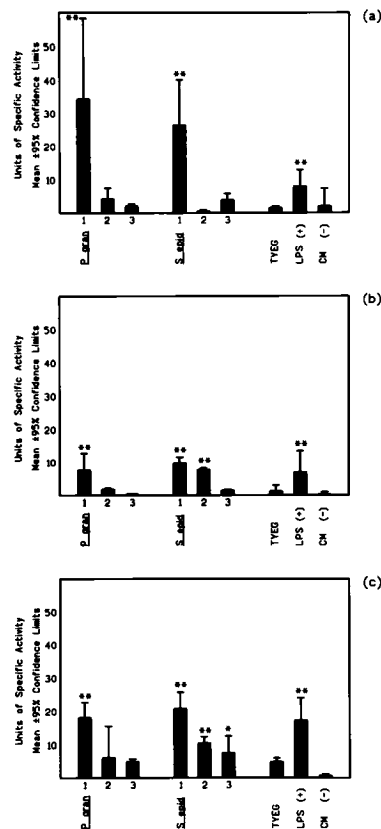 (a)
Units of Specific Activity
Mean ±95% Confidence Limits
50
40
30
20
10
**
**
**
1 2 3 1 2 3
P gran S epid TYEG LPS (+) CM (-)
(b)
Units of Specific Activity
Mean ±95% Confidence Limits
50
40
30
20
10
**
** **
**
1 2 3 1 2 3
P gran S epid TYEG LPS (+) CM (-)
(c)
Units of Specific Activity
Mean ±95% Confidence Limits
50
40
30
20
10
**
** ** *
**
1 2 3 1 2 3
P gran S epid TYEG LPS (+) CM (-)